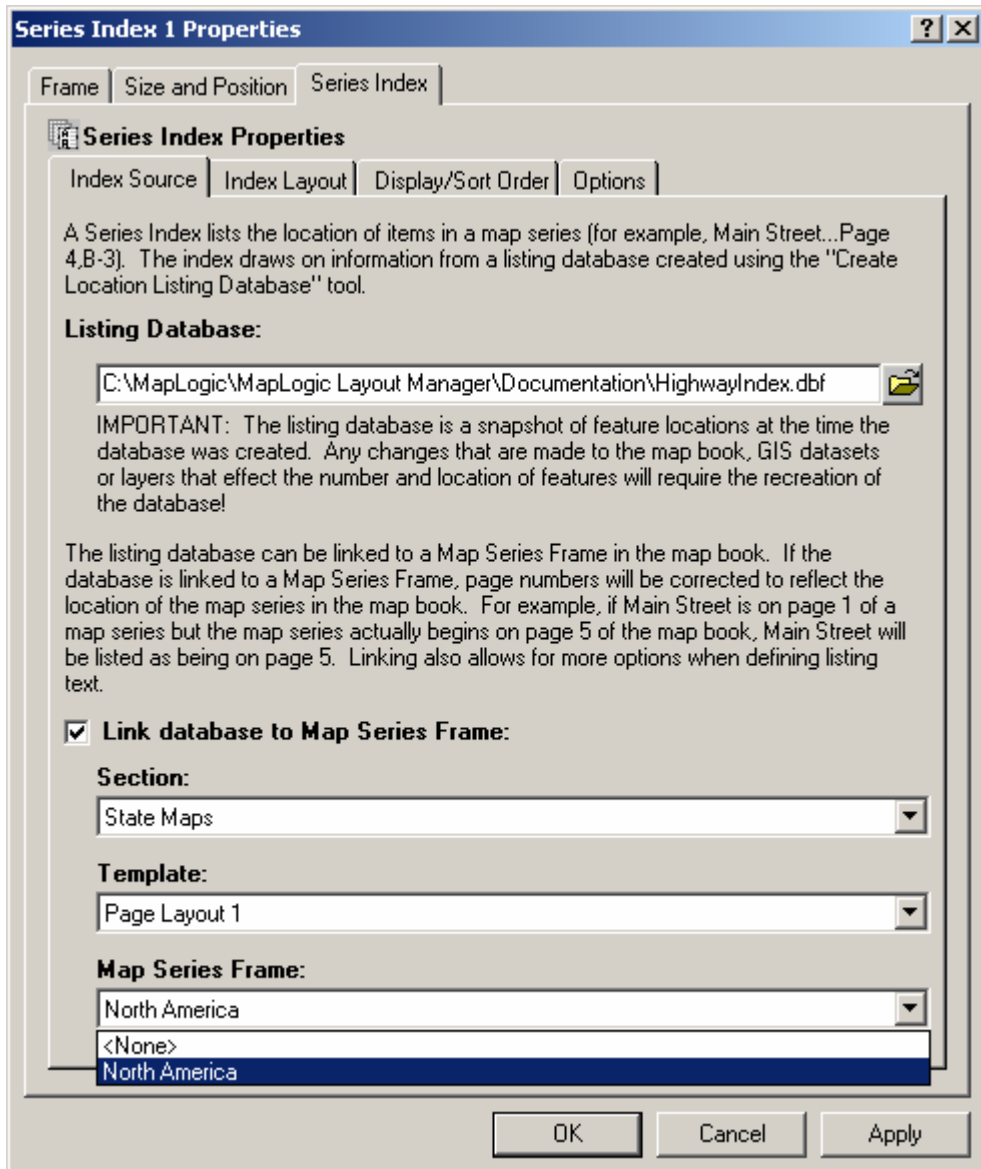 Series Index 1 Properties
Frame
Size and Position
Series Index
Series Index Properties
Index Source
Index Layout
Display/Sort Order
Options
A Series Index lists the location of items in a map series (for example, Main Street...Page
4,B-3). The index draws on information from a listing database created using the "Create
Location Listing Database" tool.
Listing Database:
C:\MapLogic\MapLogic Layout Manager\Documentation\HighwayIndex.dbf
IMPORTANT: The listing database is a snapshot of feature locations at the time the
database was created. Any changes that are made to the map book, GIS datasets
or layers that effect the number and location of features will require the recreation of
the database!
The listing database can be linked to a Map Series Frame in the map book. If the
database is linked to a Map Series Frame, page numbers will be corrected to reflect the
location of the map series in the map book. For example, if Main Street is on page 1 of a
map series but the map series actually begins on page 5 of the map book, Main Street will
be listed as being on page 5. Linking also allows for more options when defining listing
text.
Link database to Map Series Frame:
Section:
State Maps
Template:
Page Layout 1
Map Series Frame:
North America
<None>
North America
OK
Cancel
Apply